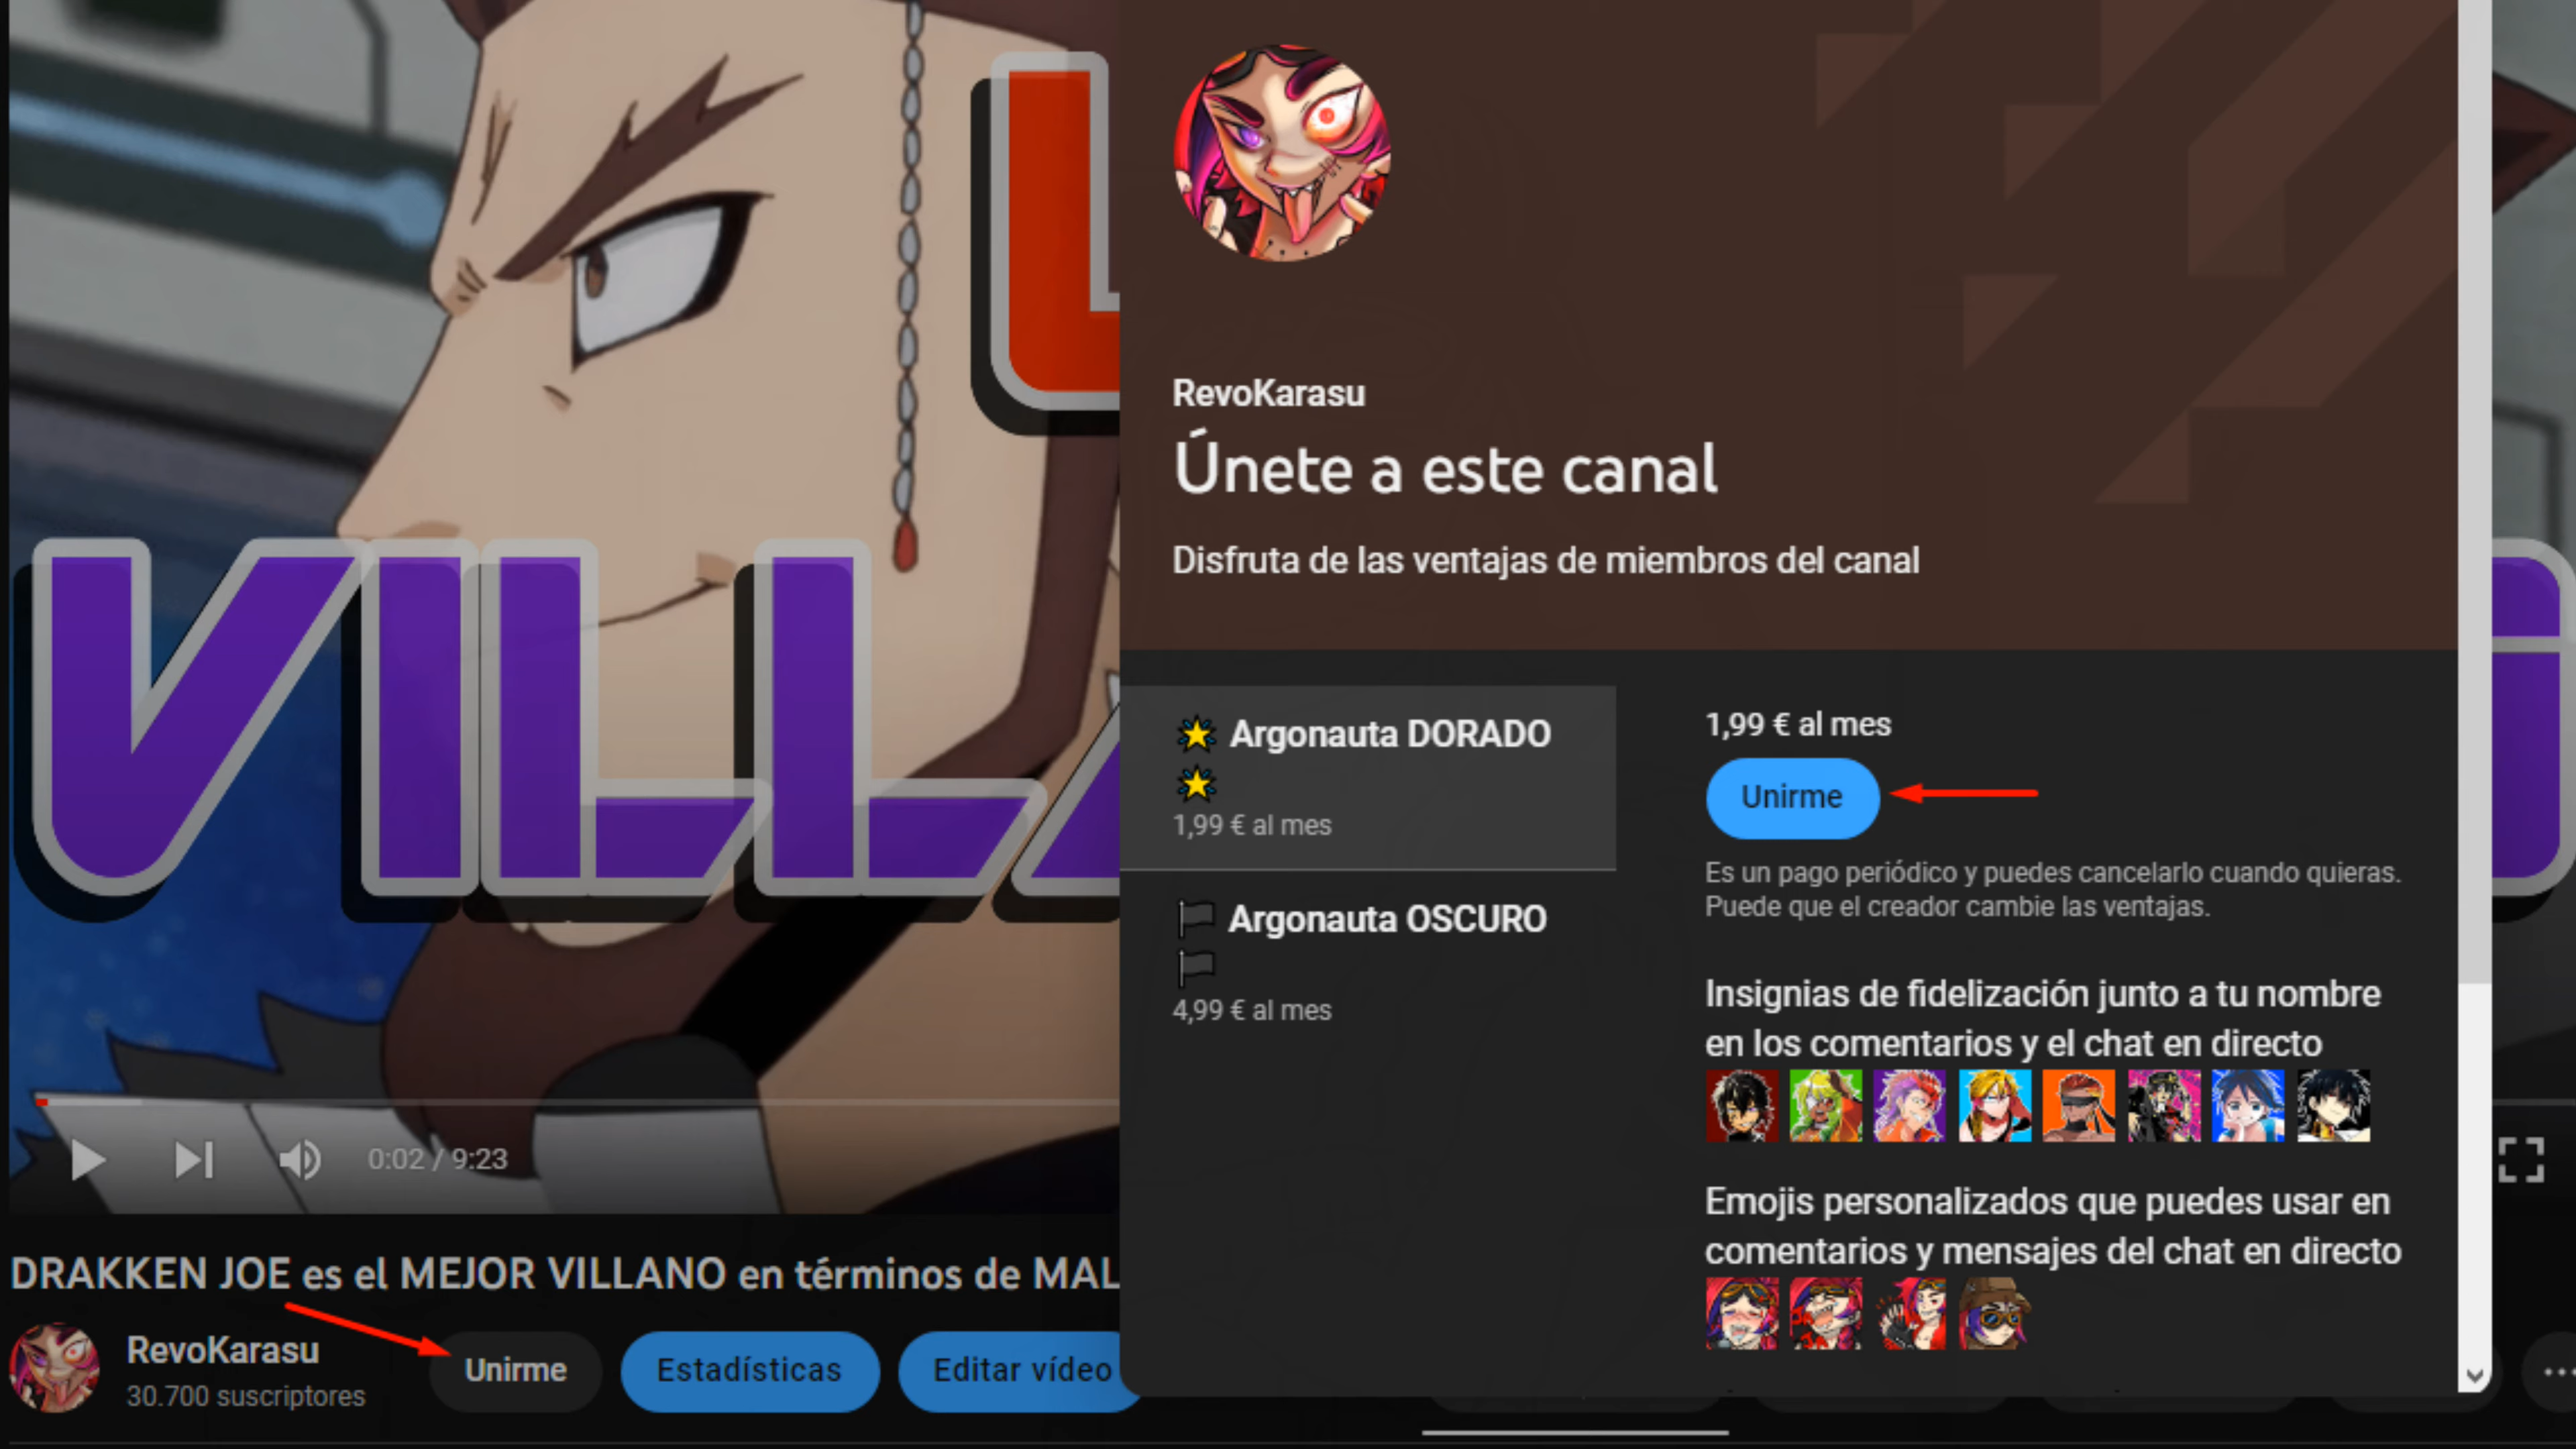 VILLA
0:02 / 9:23
DRAKKEN JOE es el MEJOR VILLANO en términos de MAL
RevoKarasu
30.700 suscriptores
Unirme
Estadísticas
Editar vídeo
RevoKarasu
Únete a este canal
Disfruta de las ventajas de miembros del canal
Argonauta DORADO
1,99 € al mes
Argonauta OSCURO
4,99 € al mes
1,99 € al mes
Unirme
Es un pago periódico y puedes cancelarlo cuando quieras.
Puede que el creador cambie las ventajas.
Insignias de fidelización junto a tu nombre
en los comentarios y el chat en directo
Emojis personalizados que puedes usar en
comentarios y mensajes del chat en directo